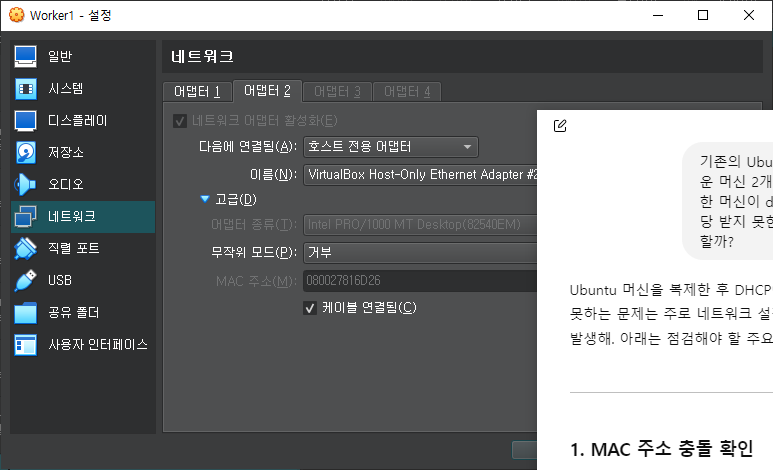 Worker1 - 설정
일반
시스템
디스플레이
저장소
오디오
네트워크
직렬 포트
USB
공유 폴더
사용자 인터페이스
네트워크
어댑터 1 어댑터 2 어댑터 3 어댑터 4
네트워크 어댑터 활성화(E)
다음에 연결됨(A): 호스트 전용 어댑터
이름(N): VirtualBox Host-Only Ethernet Adapter #2
고급(D)
어댑터 종류(T): Intel PRO/1000 MT Desktop(82540EM)
무작위 모드(P): 거부
MAC 주소(M): 080027816D26
케이블 연결됨(C)
기존의 Ubu
운 머신 2개
한 머신이 d
당 받지 못한
할까?
Ubuntu 머신을 복제한 후 DHCP
못하는 문제는 주로 네트워크 설
발생해. 아래는 점검해야 할 주요
1. MAC 주소 충돌 확인